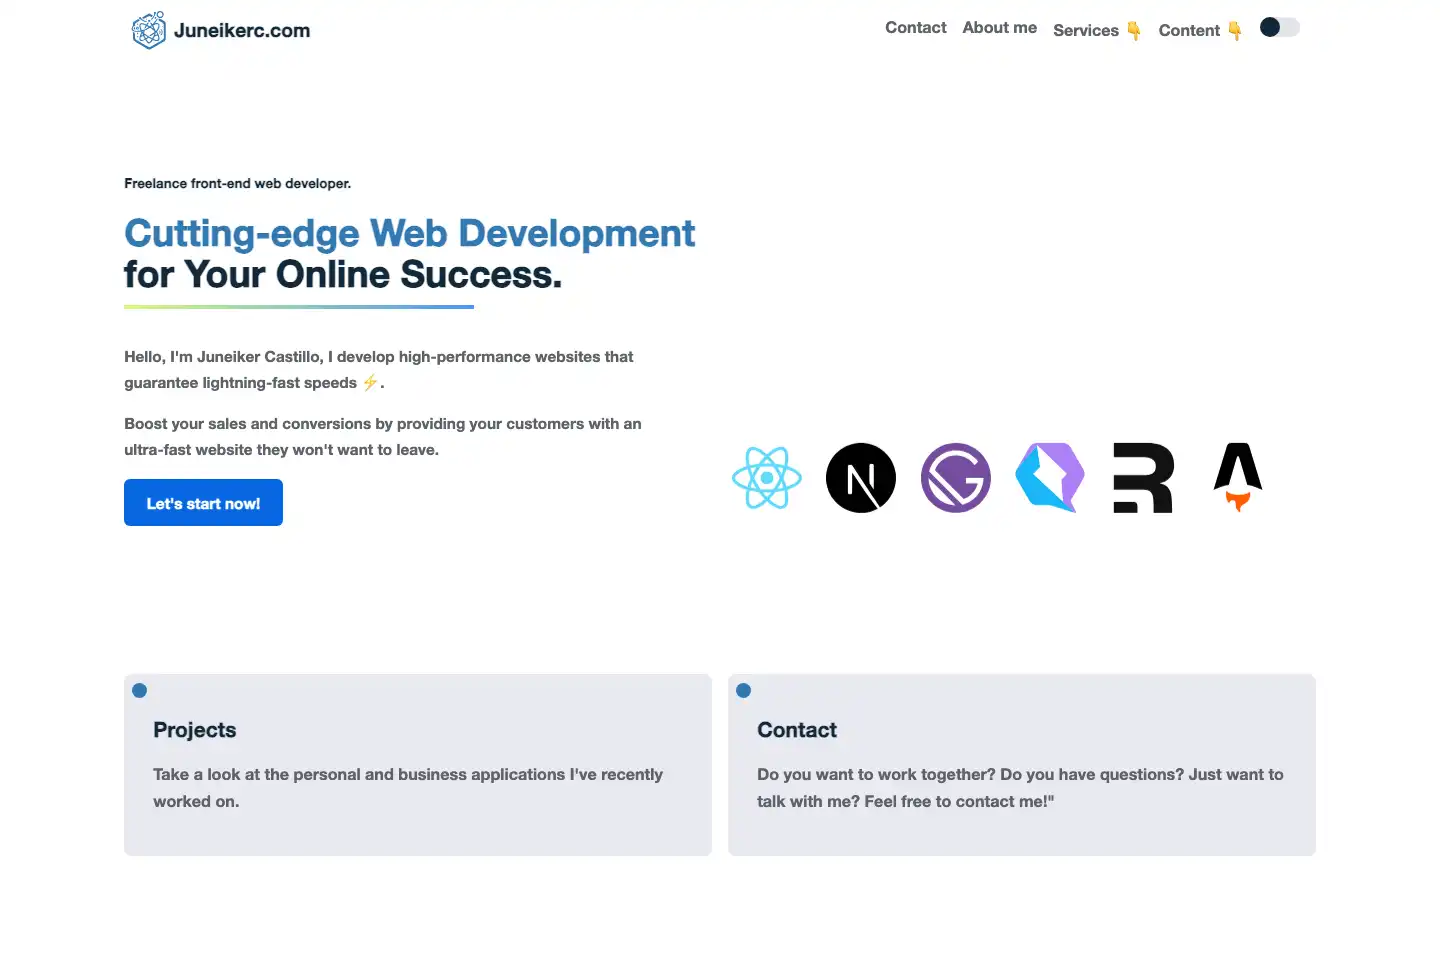 Juneikerc.com
Contact
About me
Services 👇
Content 👇
Freelance front-end web developer.
Cutting-edge Web Development
for Your Online Success.
Hello, I'm Juneiker Castillo, I develop high-performance websites that
guarantee lightning-fast speeds ⚡.
Boost your sales and conversions by providing your customers with an
ultra-fast website they won't want to leave.
Let's start now!
Projects
Take a look at the personal and business applications I've recently
worked on.
Contact
Do you want to work together? Do you have questions? Just want to
talk with me? Feel free to contact me!"